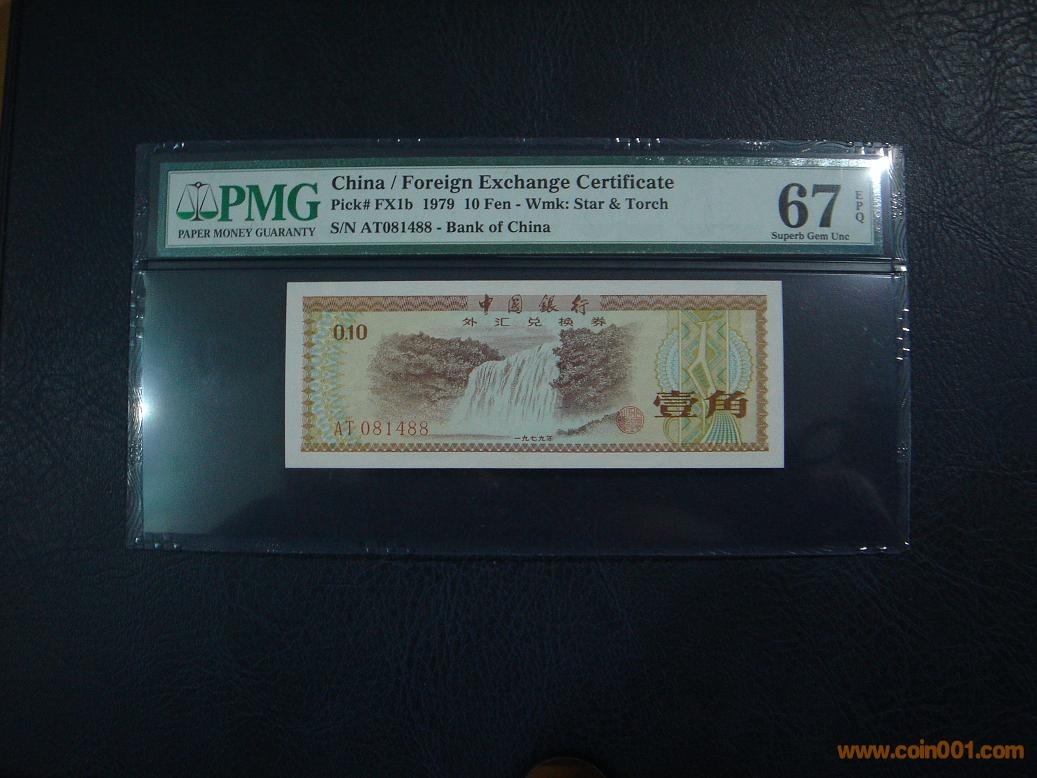 PMG
PAPER MONEY GUARANTY
China / Foreign Exchange Certificate
Pick# FX1b 1979 10 Fen - Wmk: Star & Torch
S/N AT081488 - Bank of China
67
EPQ
Superb Gem Unc
中國銀行
外汇兑换券
0.10
壹角
AT 081488
一九七九年
www.coin001.com